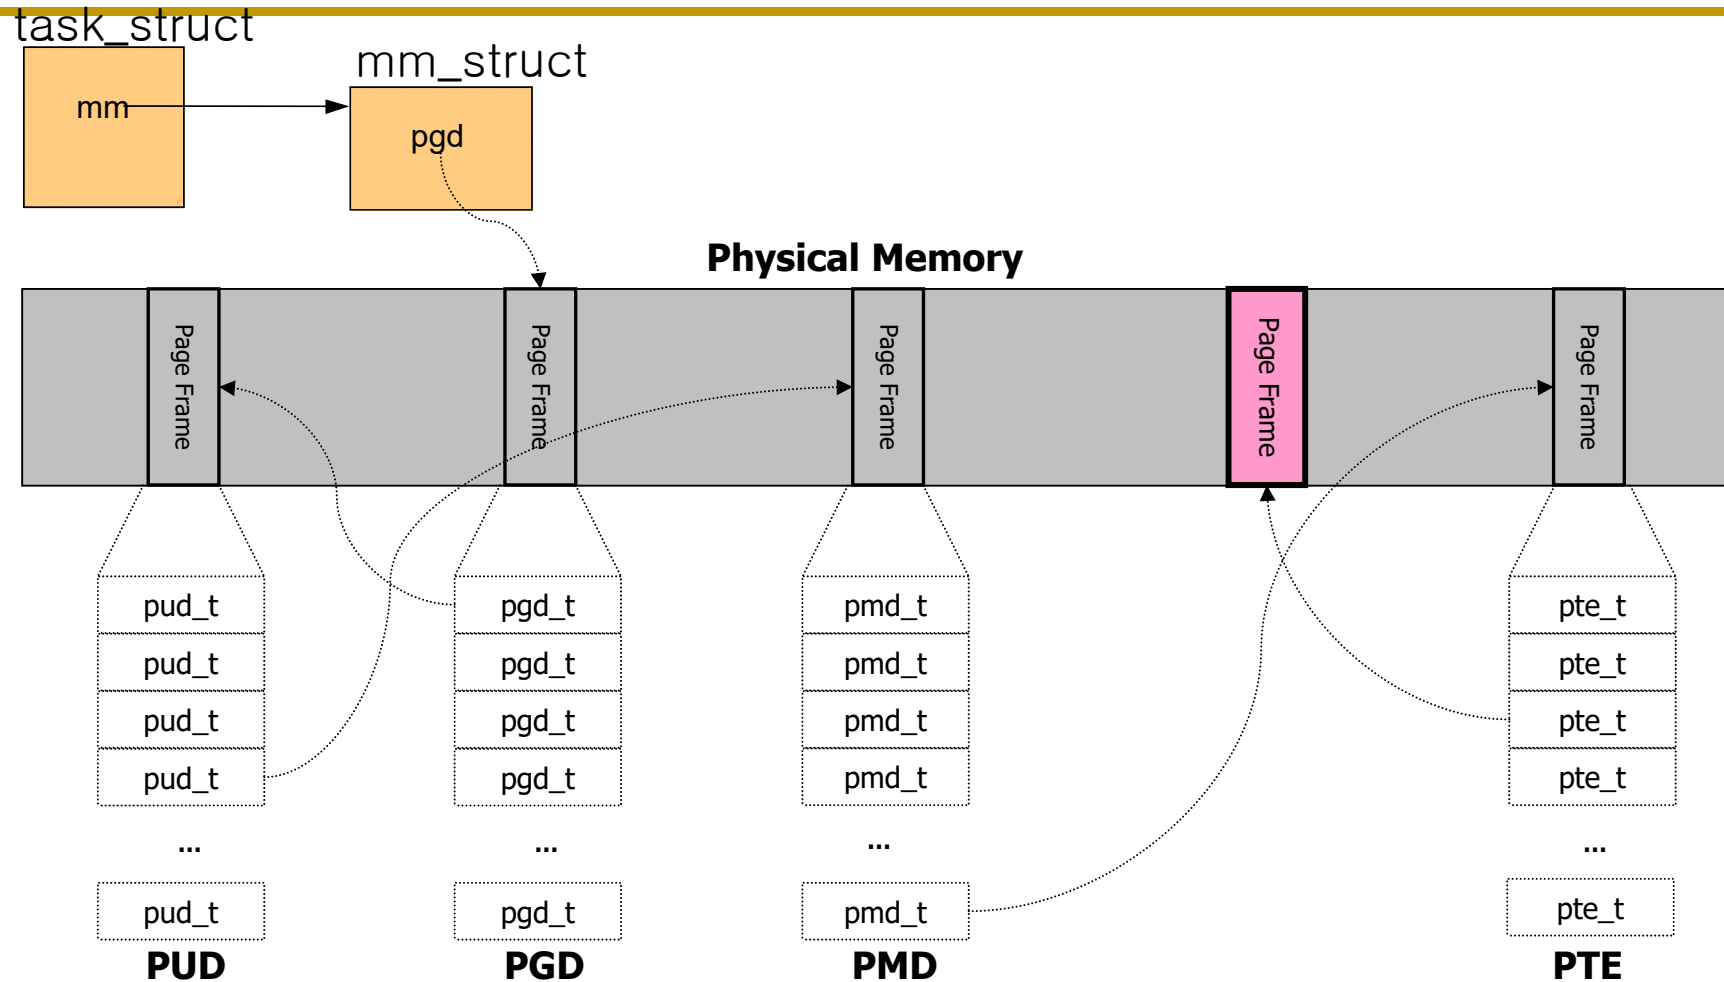 task_struct
mm_struct
mm
pgd
Physical Memory
Page Frame
Page Frame
Page Frame
Page Frame
Page Frame
pud_t
pud_t
pud_t
pud_t
...
pud_t
PUD
pgd_t
pgd_t
pgd_t
pgd_t
...
pgd_t
PGD
pmd_t
pmd_t
pmd_t
pmd_t
...
pmd_t
PMD
pte_t
pte_t
pte_t
pte_t
...
pte_t
PTE